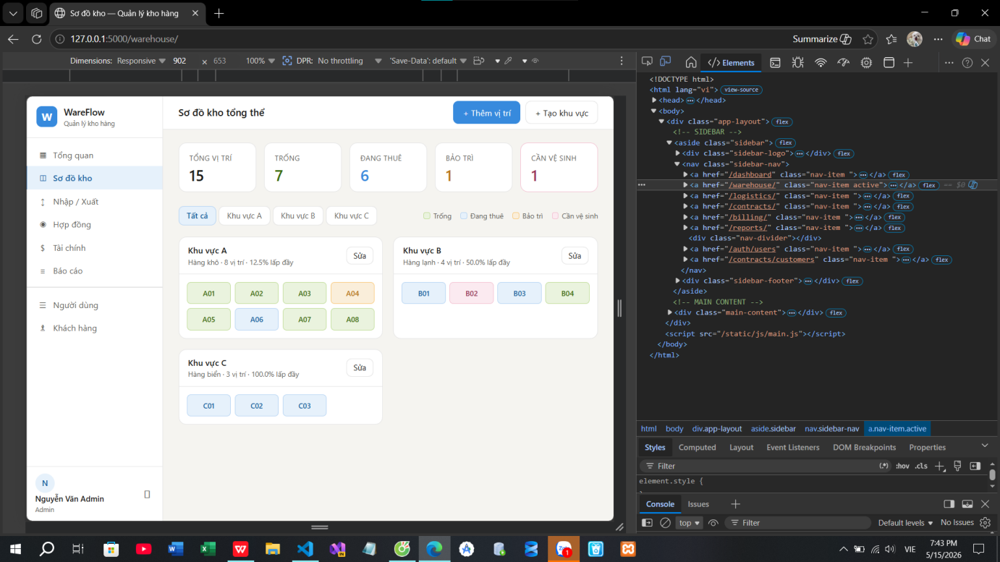 Sơ đồ kho — Quản lý kho hàng
127.0.0.1:5000/warehouse/
Summarize
Chat
Dimensions: Responsive 902 × 653 100% DPR: No throttling 'Save-Data': default
Elements
WareFlow
Quản lý kho hàng
Sơ đồ kho tổng thể
+ Thêm vị trí
+ Tạo khu vực
Tổng quan
Sơ đồ kho
Nhập / Xuất
Hợp đồng
$ Tài chính
Báo cáo
Người dùng
Khách hàng
N
Nguyễn Văn Admin
Admin
TỔNG VỊ TRÍ
15
TRỐNG
7
ĐANG THUÊ
6
BẢO TRÌ
1
CẦN VỆ SINH
1
Tất cả
Khu vực A
Khu vực B
Khu vực C
Trống
Đang thuê
Bảo trì
Cần vệ sinh
Khu vực A
Hàng khô · 8 vị trí · 12.5% lấp đầy
Sửa
A01 A02 A03 A04
A05 A06 A07 A08
Khu vực B
Hàng lạnh · 4 vị trí · 50.0% lấp đầy
Sửa
B01 B02 B03 B04
Khu vực C
Hàng biển · 3 vị trí · 100.0% lấp đầy
Sửa
C01 C02 C03
<!DOCTYPE html>
<html lang="vi"> view-source
<head> ··· </head>
<body>
<div class="app-layout"> flex
<!-- SIDEBAR -->
<aside class="sidebar"> flex
<div class="sidebar-logo"> ··· </div> flex
<nav class="sidebar-nav">
<a href="/dashboard" class="nav-item "> ··· </a> flex
<a href="/warehouse/" class="nav-item active"> ··· </a> flex == $0
<a href="/logistics/" class="nav-item "> ··· </a> flex
<a href="/contracts/" class="nav-item "> ··· </a> flex
<a href="/billing/" class="nav-item "> ··· </a> flex
<a href="/reports/" class="nav-item "> ··· </a> flex
<div class="nav-divider"></div>
<a href="/auth/users" class="nav-item "> ··· </a> flex
<a href="/contracts/customers" class="nav-item "> ··· </a> flex
</nav>
<div class="sidebar-footer"> ··· </div> flex
</aside>
<!-- MAIN CONTENT -->
<div class="main-content"> ··· </div> flex
</div>
<script src="/static/js/main.js"></script>
</body>
</html>
html body div.app-layout aside.sidebar nav.sidebar-nav a.nav-item.active
Styles Computed Layout Event Listeners DOM Breakpoints Properties
Filter (.*) :hov .cls
element.style {
Console Issues
top Filter Default levels No Issues
VIE
7:43 PM
5/15/2026